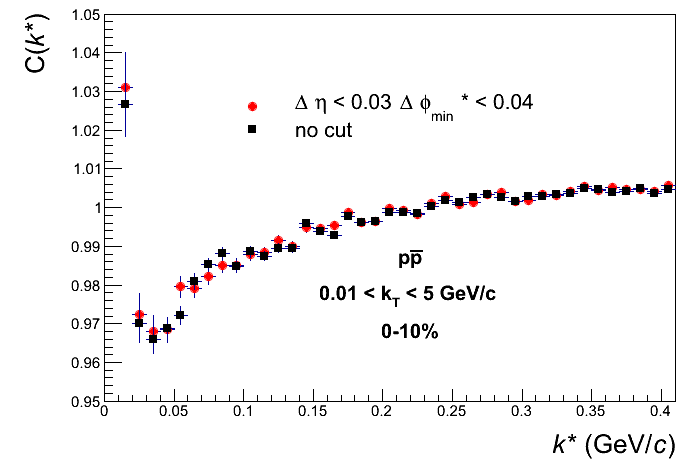 C(k*)
1.05
1.04
1.03
1.02
1.01
1
0.99
0.98
0.97
0.96
0.95
Δ η < 0.03 Δ ϕmin * < 0.04
no cut
pp̅
0.01 < kT < 5 GeV/c
0-10%
0 0.05 0.1 0.15 0.2 0.25 0.3 0.35 0.4
k* (GeV/c)